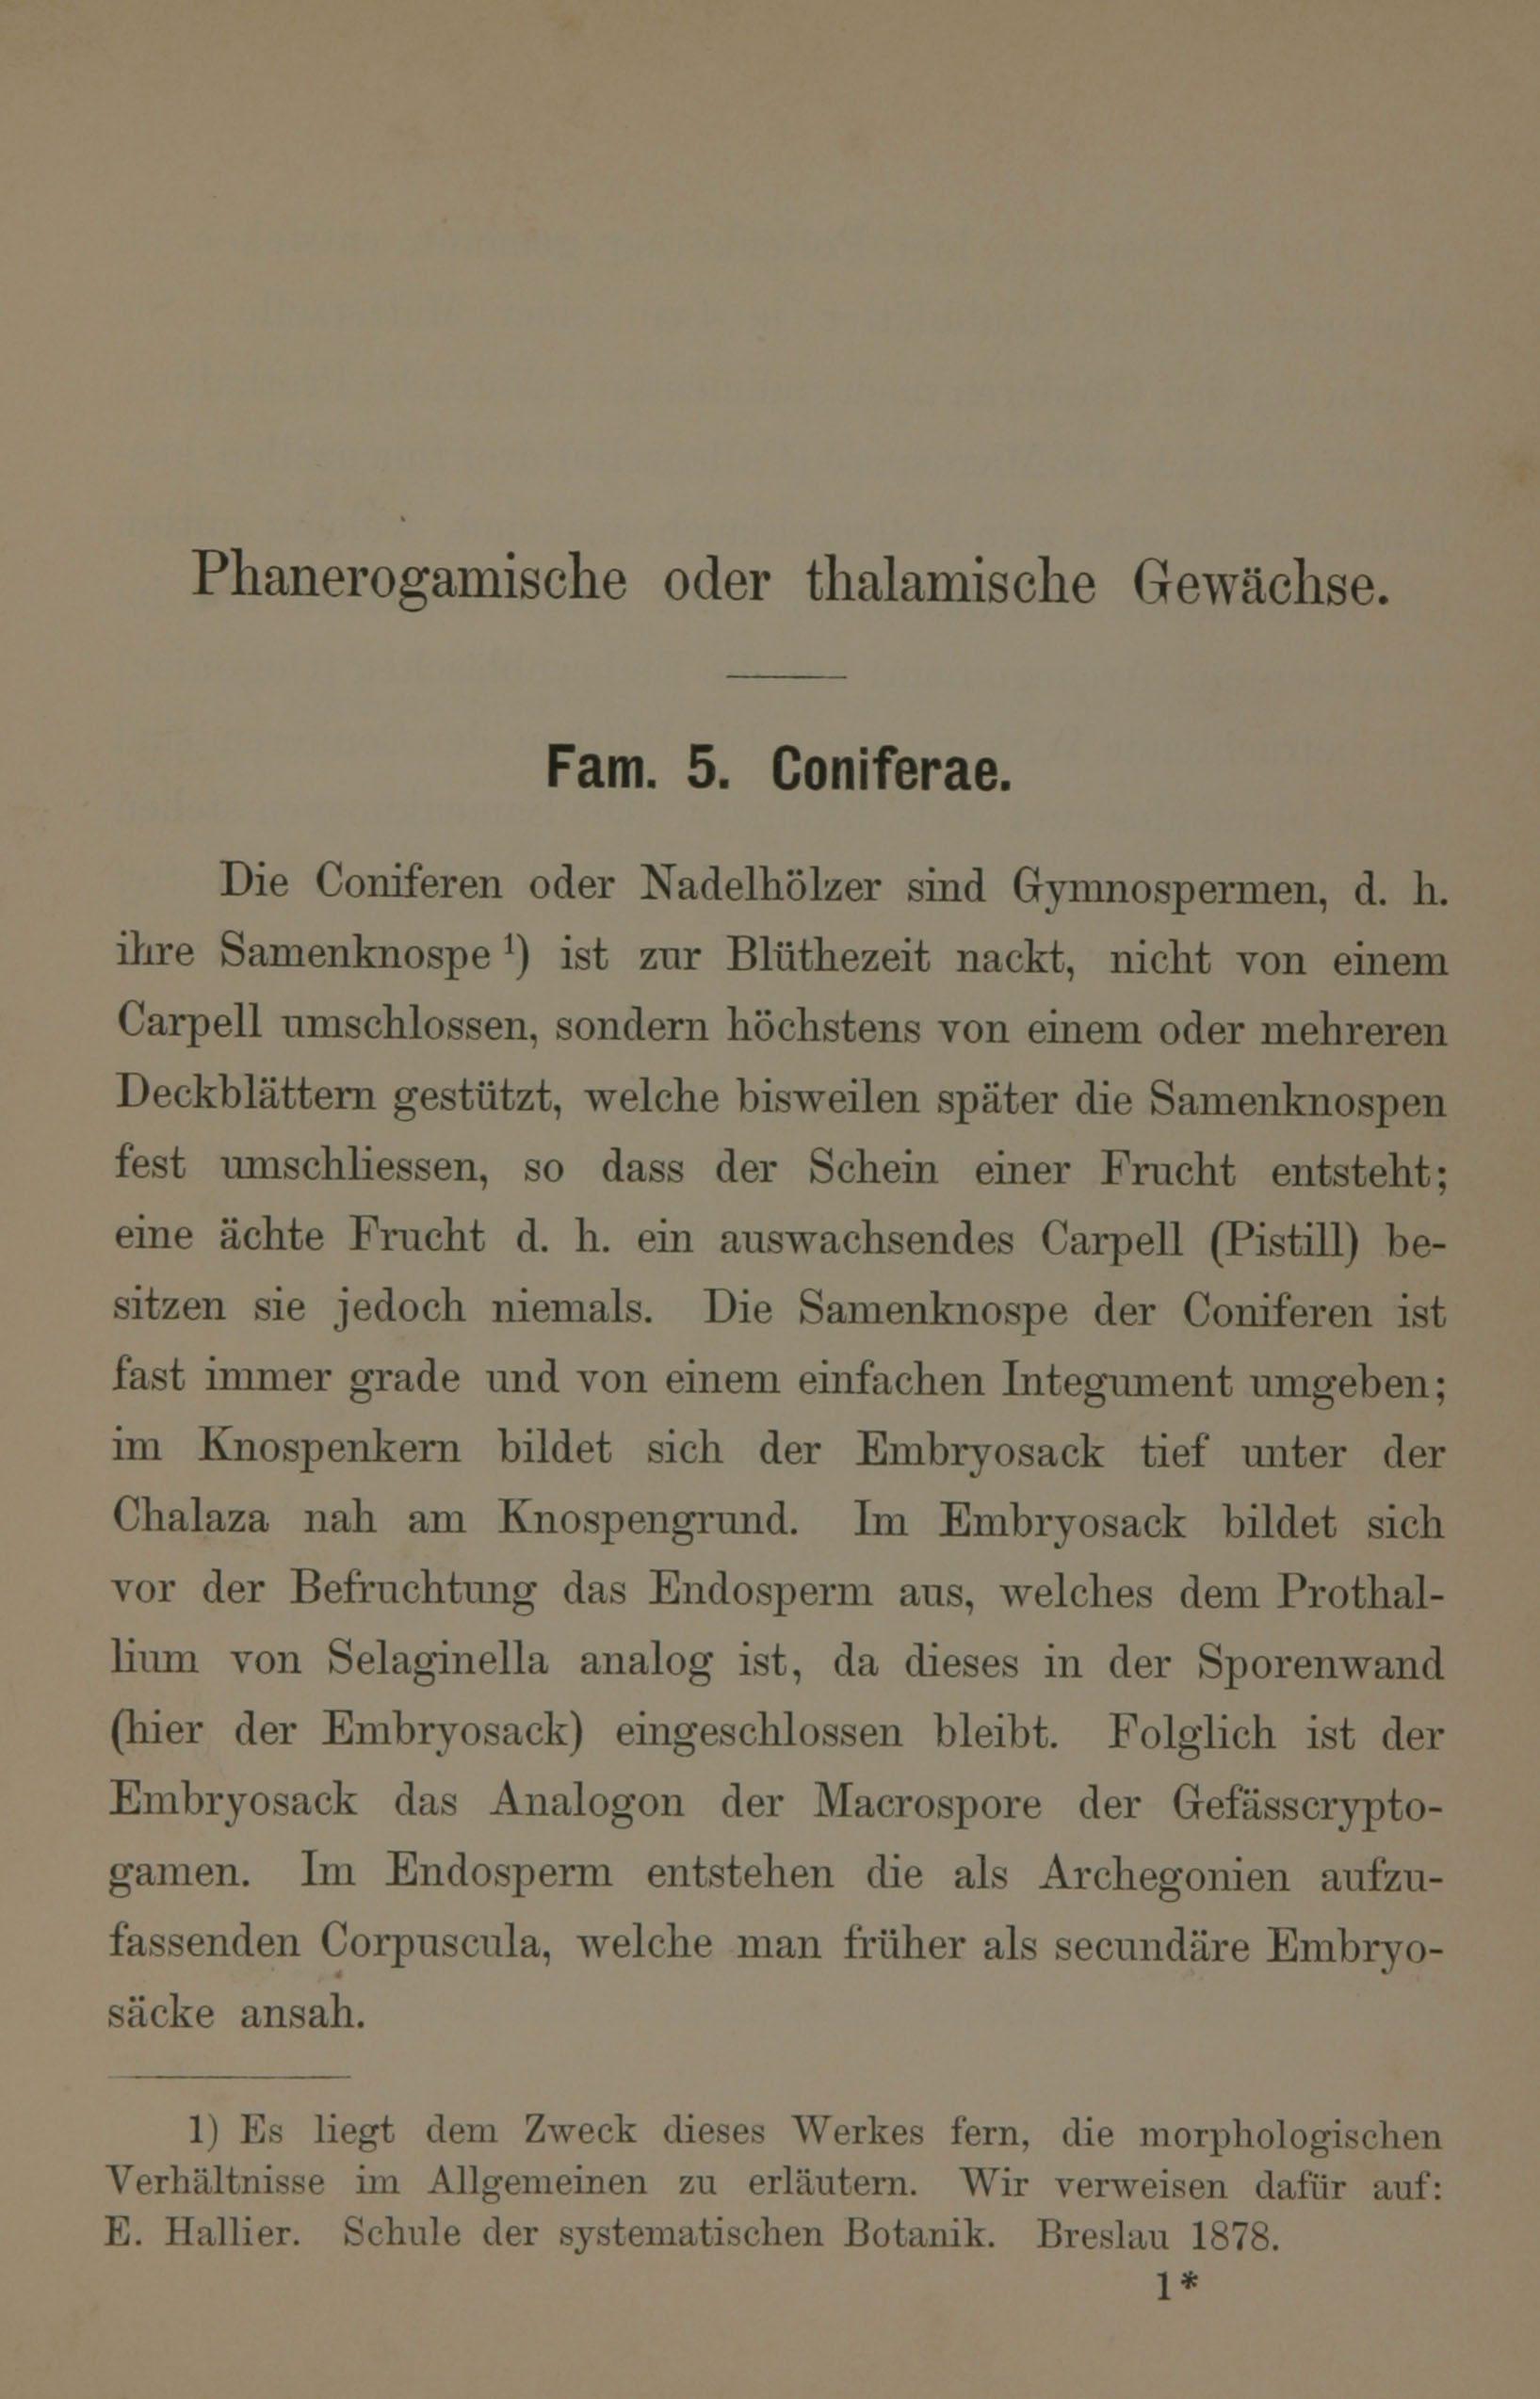 Phanerogamische oder thalamische Gewächse.
Fam. 5. Coniferae.
Die Coniferen oder Nadelhölzer sind Gymnospermen, d. h.
ihre Samenknospe ¹) ist zur Blüthezeit nackt, nicht von einem
Carpell umschlossen, sondern höchstens von einem oder mehreren
Deckblättern gestützt, welche bisweilen später die Samenknospen
fest umschliessen, so dass der Schein einer Frucht entsteht;
eine ächte Frucht d. h. ein auswachsendes Carpell (Pistill) be-
sitzen sie jedoch niemals. Die Samenknospe der Coniferen ist
fast immer grade und von einem einfachen Integument umgeben;
im Knospenkern bildet sich der Embryosack tief unter der
Chalaza nah am Knospengrund. Im Embryosack bildet sich
vor der Befruchtung das Endosperm aus, welches dem Prothal-
lium von Selaginella analog ist, da dieses in der Sporenwand
(hier der Embryosack) eingeschlossen bleibt. Folglich ist der
Embryosack das Analogon der Macrospore der Gefässcrypto-
gamen. Im Endosperm entstehen die als Archegonien aufzu-
fassenden Corpuscula, welche man früher als secundäre Embryo-
säcke ansah.
1) Es liegt dem Zweck dieses Werkes fern, die morphologischen
Verhältnisse im Allgemeinen zu erläutern. Wir verweisen dafür auf:
E. Hallier. Schule der systematischen Botanik. Breslau 1878.
1*